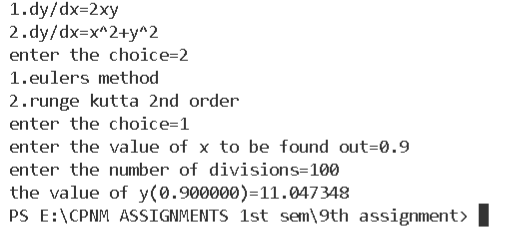 1.dy/dx=2xy
2.dy/dx=x^2+y^2
enter the choice=2
1.eulers method
2.runge kutta 2nd order
enter the choice=1
enter the value of x to be found out=0.9
enter the number of divisions=100
the value of y(0.900000)=11.047348
PS E:\CPNM ASSIGNMENTS 1st sem\9th assignment>